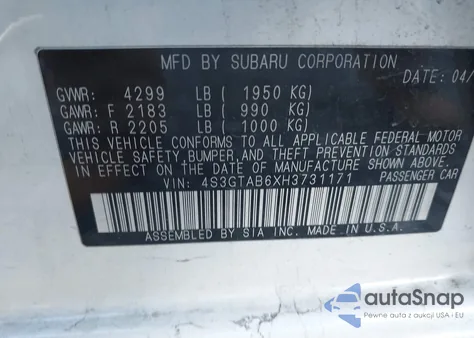 MFD BY SUBARU CORPORATION
DATE: 04/
GVWR: 4299 LB ( 1950 KG)
GAWR: F 2183 LB ( 990 KG)
GAWR: R 2205 LB ( 1000 KG)
THIS VEHICLE CONFORMS TO ALL APPLICABLE FEDERAL MOTOR
VEHICLE SAFETY, BUMPER, AND THEFT PREVENTION STANDARDS
IN EFFECT ON THE DATE OF MANUFACTURE SHOWN ABOVE.
VIN: 4S3GTAB6XH3731171 PASSENGER CAR
ASSEMBLED BY SIA INC. MADE IN U.S.A.
autoSnap
Pewne auta z dostawą z USA i EU